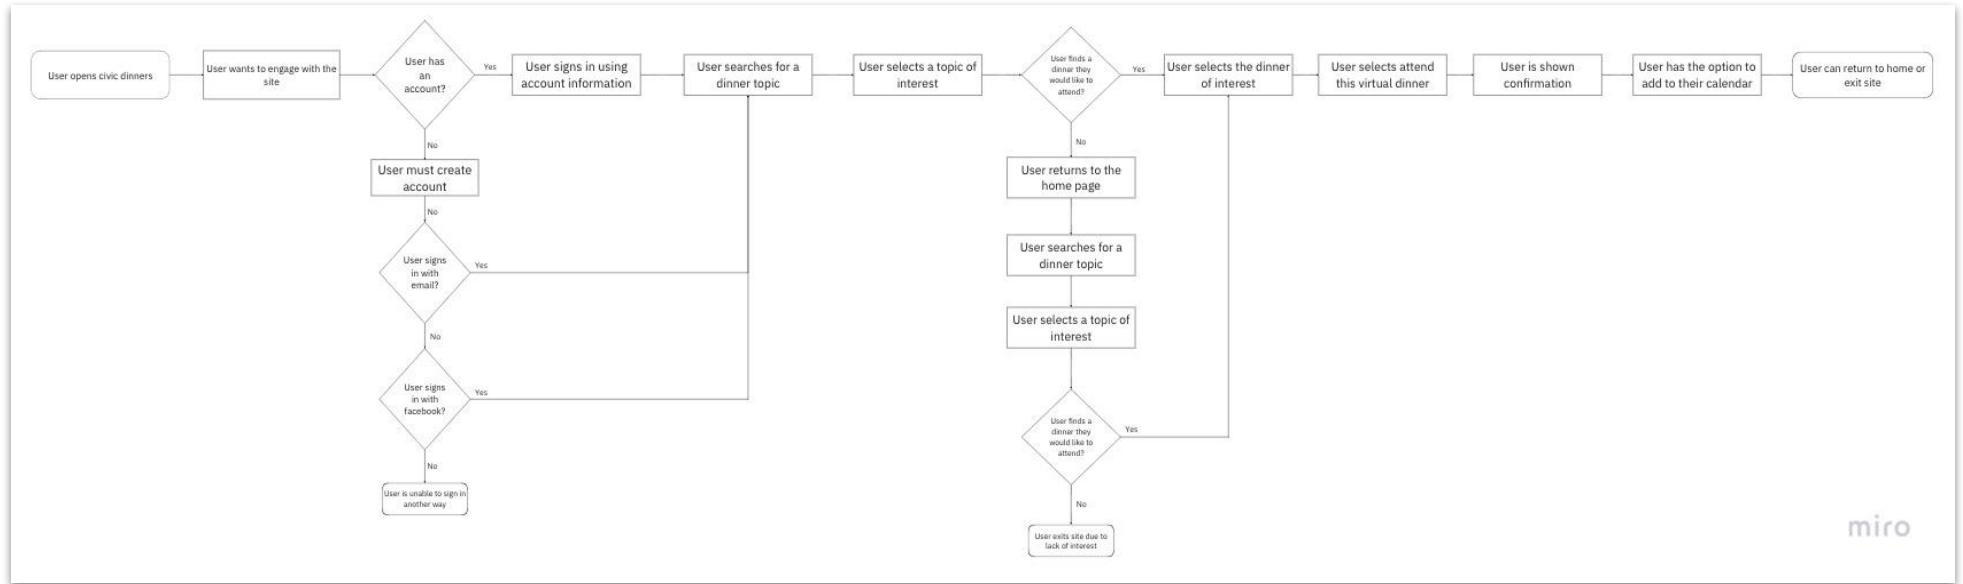 User opens civic dinners
User wants to engage with the
site
User has
an
account?
Yes
User signs in using
account information
User searches for a
dinner topic
User selects a topic of
interest
User finds a
dinner they
would like to
attend?
Yes
User selects the dinner
of interest
User selects attend
this virtual dinner
User is shown
confirmation
User has the option to
add to their calendar
User can return to home or
exit site
No
User must create
account
No
User signs
in with
email?
Yes
No
User signs
in with
facebook?
Yes
No
User is unable to sign in
another way
No
User returns to the
home page
User searches for a
dinner topic
User selects a topic of
interest
User finds a
dinner they
would like to
attend?
Yes
No
User exits site due to
lack of interest
miro